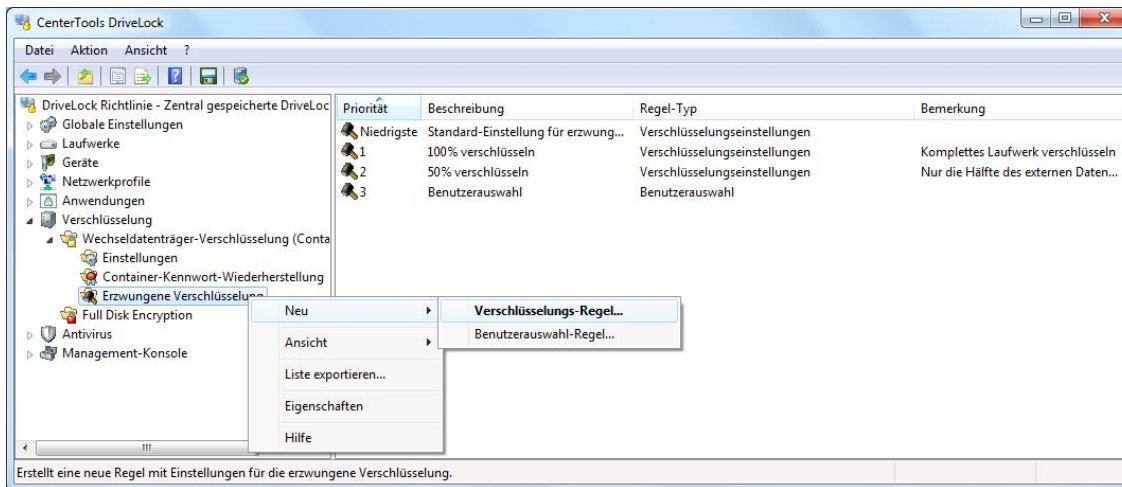 CenterTools DriveLock
Datei Aktion Ansicht ?
DriveLock Richtlinie - Zentral gespeicherte DriveLoc
Globale Einstellungen
Laufwerke
Geräte
Netzwerkprofile
Anwendungen
Verschlüsselung
Wechseldatenträger-Verschlüsselung (Conta
Einstellungen
Container-Kennwort-Wiederherstellung
Erzwungene Verschlüsselung
Full Disk Encryption
Antivirus
Management-Konsole
Priorität Beschreibung Regel-Typ Bemerkung
Niedrigste Standard-Einstellung für erzwung... Verschlüsselungseinstellungen
1 100% verschlüsseln Verschlüsselungseinstellungen Komplettes Laufwerk verschlüsseln
2 50% verschlüsseln Verschlüsselungseinstellungen Nur die Hälfte des externen Daten...
3 Benutzerauswahl Benutzerauswahl
Neu
Ansicht
Liste exportieren...
Eigenschaften
Hilfe
Verschlüsselungs-Regel...
Benutzerauswahl-Regel...
Erstellt eine neue Regel mit Einstellungen für die erzwungene Verschlüsselung.